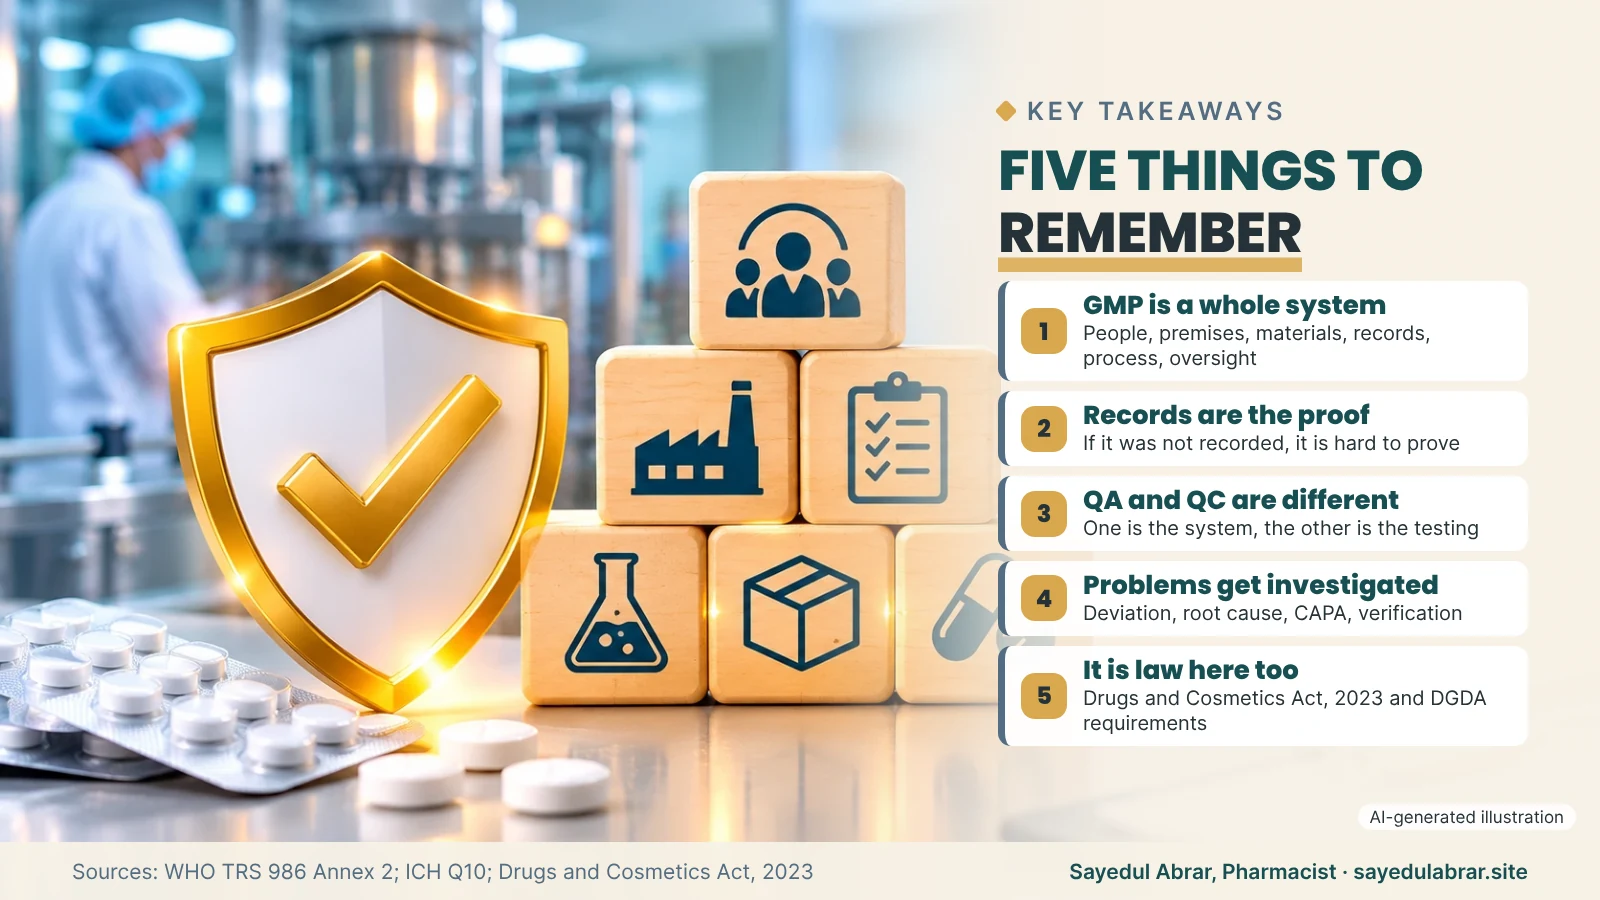 KEY TAKEAWAYS
FIVE THINGS TO
REMEMBER
1
GMP is a whole system
People, premises, materials, records,
process, oversight
2
Records are the proof
If it was not recorded, it is hard to prove
3
QA and QC are different
One is the system, the other is the testing
4
Problems get investigated
Deviation, root cause, CAPA, verification
5
It is law here too
Drugs and Cosmetics Act, 2023 and DGDA
requirements
AI-generated illustration
Sources: WHO TRS 986 Annex 2; ICH Q10; Drugs and Cosmetics Act, 2023
Sayedul Abrar, Pharmacist · sayedulabrar.site